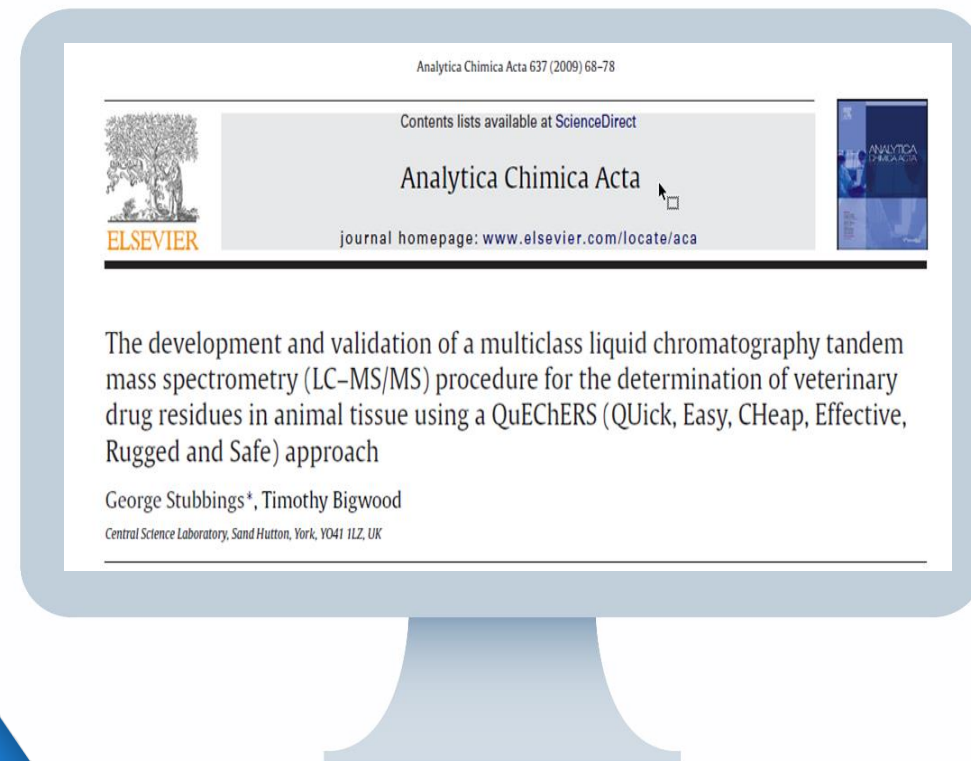 Analytica Chimica Acta 637 (2009) 68–78
Contents lists available at ScienceDirect
Analytica Chimica Acta
journal homepage: www.elsevier.com/locate/aca
ELSEVIER
ANALYTICA
CHIMICA ACTA
The development and validation of a multiclass liquid chromatography tandem
mass spectrometry (LC–MS/MS) procedure for the determination of veterinary
drug residues in animal tissue using a QuEChERS (QUick, Easy, CHeap, Effective,
Rugged and Safe) approach
George Stubbings*, Timothy Bigwood
Central Science Laboratory, Sand Hutton, York, YO41 1LZ, UK